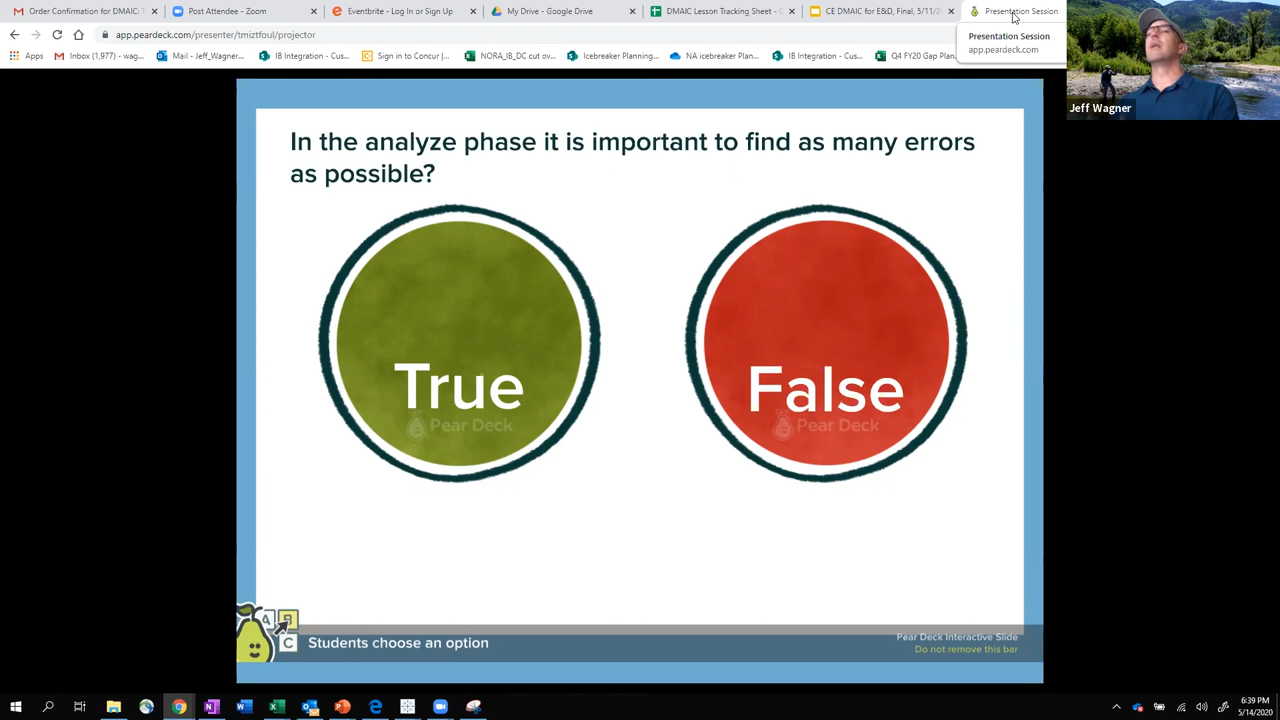 Order Confirmation for DMAIC: T
Post Attendee - Zoom
Eventbrite - Log In or Sign Up
My Drive - Google Drive
DMAIC Lesson Tracking Sheet -
CE DMAIC for E&D, Final, 5/11/2
Presentation Session
app.peardeck.com/presenter/tmiztfoul/projector
Presentation Session
app.peardeck.com
Apps
Inbox (1,977) - wag...
Mail - Jeff_Wagner...
IB Integration - Cus...
Sign in to Concur |...
NORA_IB_DC cut ov...
Icebreaker Planning...
NA icebreaker Plan...
IB Integration - Cus...
Q4 FY20 Gap Plan
Jeff Wagner
In the analyze phase it is important to find as many errors
as possible?
True
Pear Deck
False
Pear Deck
A B
C
Students choose an option
Pear Deck Interactive Slide
Do not remove this bar
6:39 PM
5/14/2020